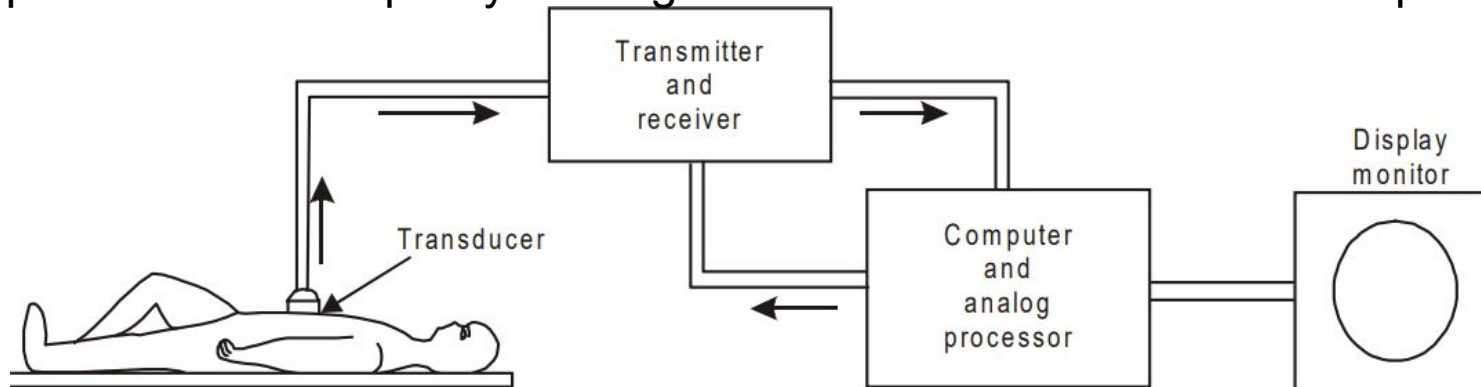 Transmitter
and
receiver
Display
monitor
Transducer
Computer
and
analog
processor